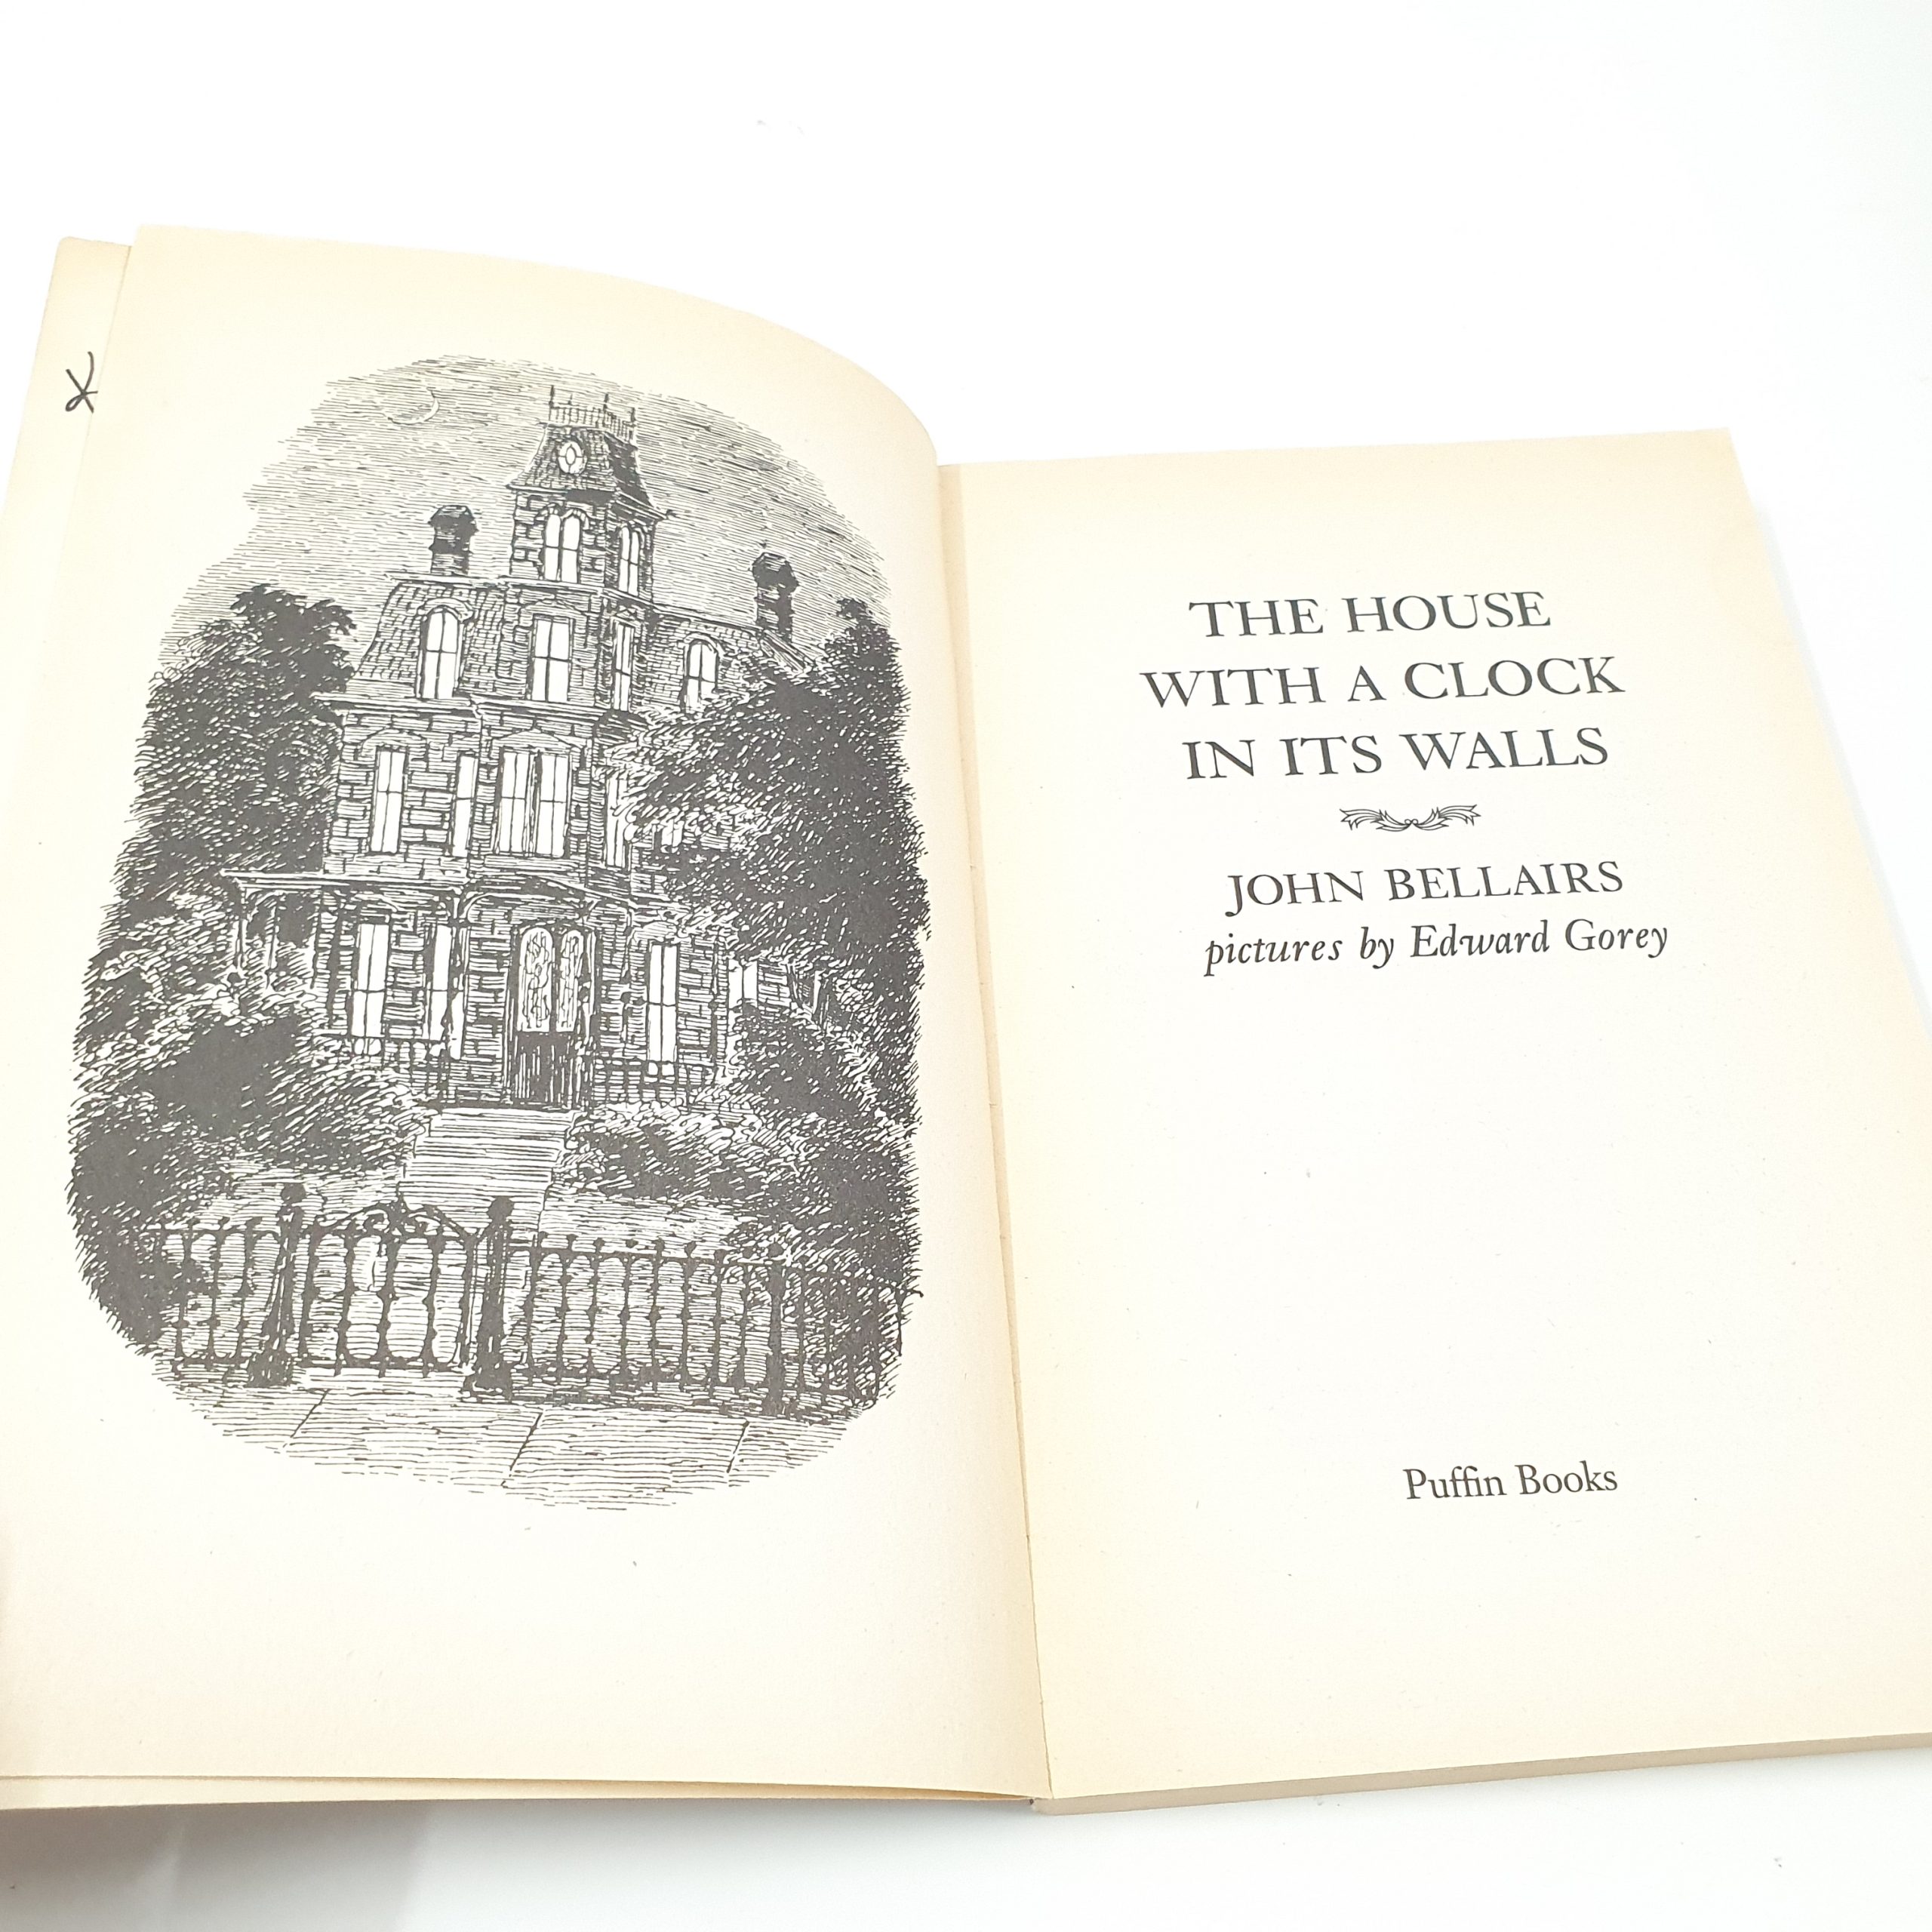 THE HOUSE
WITH A CLOCK
IN ITS WALLS
JOHN BELLAIRS
pictures by Edward Gorey
Puffin Books